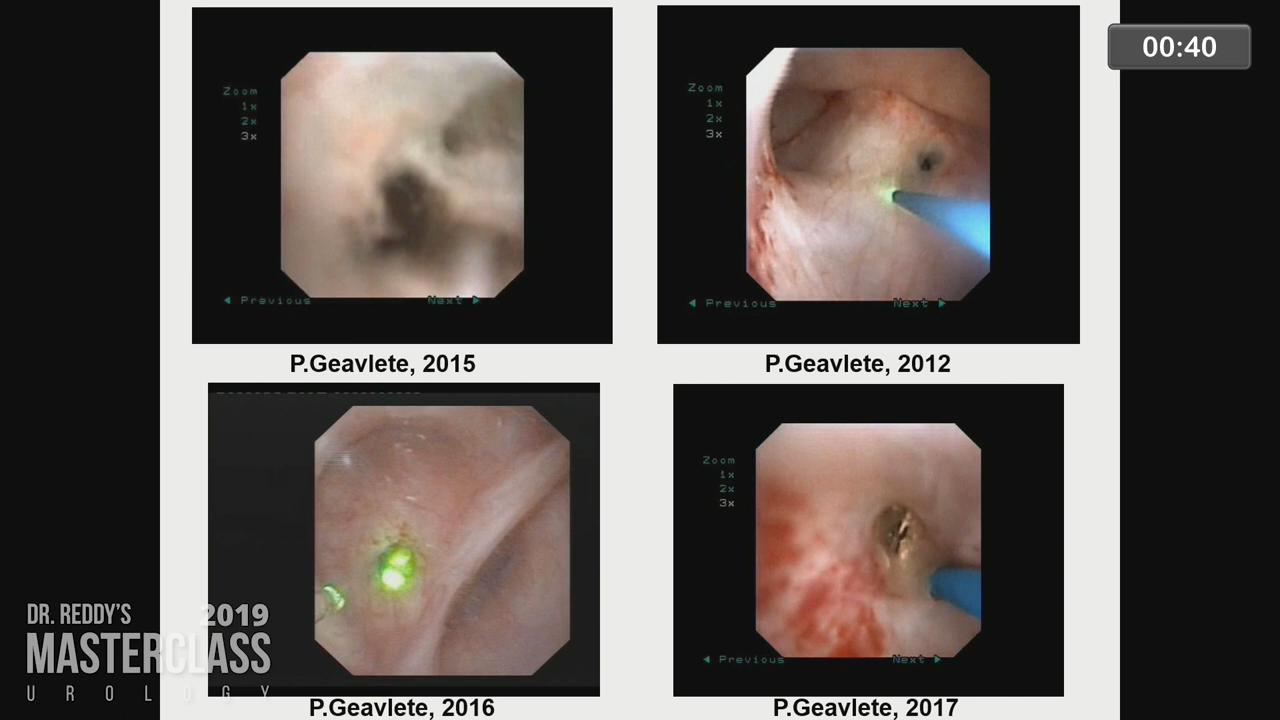 00:40
Zoom
1x
2x
3x
◄ Previous Next ►
Zoom
1x
2x
3x
◄ Previous Next ►
P.Geavlete, 2015
P.Geavlete, 2012
Zoom
1x
2x
3x
◄ Previous Next ►
DR. REDDY'S 2019
MASTERCLASS
UROLOGY
P.Geavlete, 2016
P.Geavlete, 2017